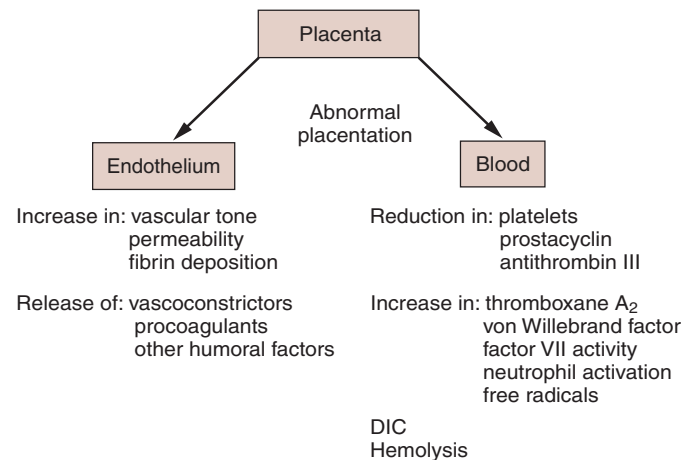 Placenta
Abnormal
placentation
Endothelium
Blood
Increase in: vascular tone
permeability
fibrin deposition
Release of: vascoconstrictors
procoagulants
other humoral factors
Reduction in: platelets
prostacyclin
antithrombin III
Increase in: thromboxane A2
von Willebrand factor
factor VII activity
neutrophil activation
free radicals
DIC
Hemolysis